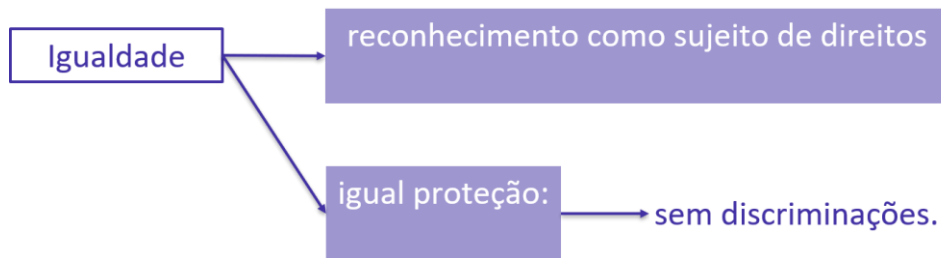 Igualdade
reconhecimento como sujeito de direitos
igual proteção:
sem discriminações.